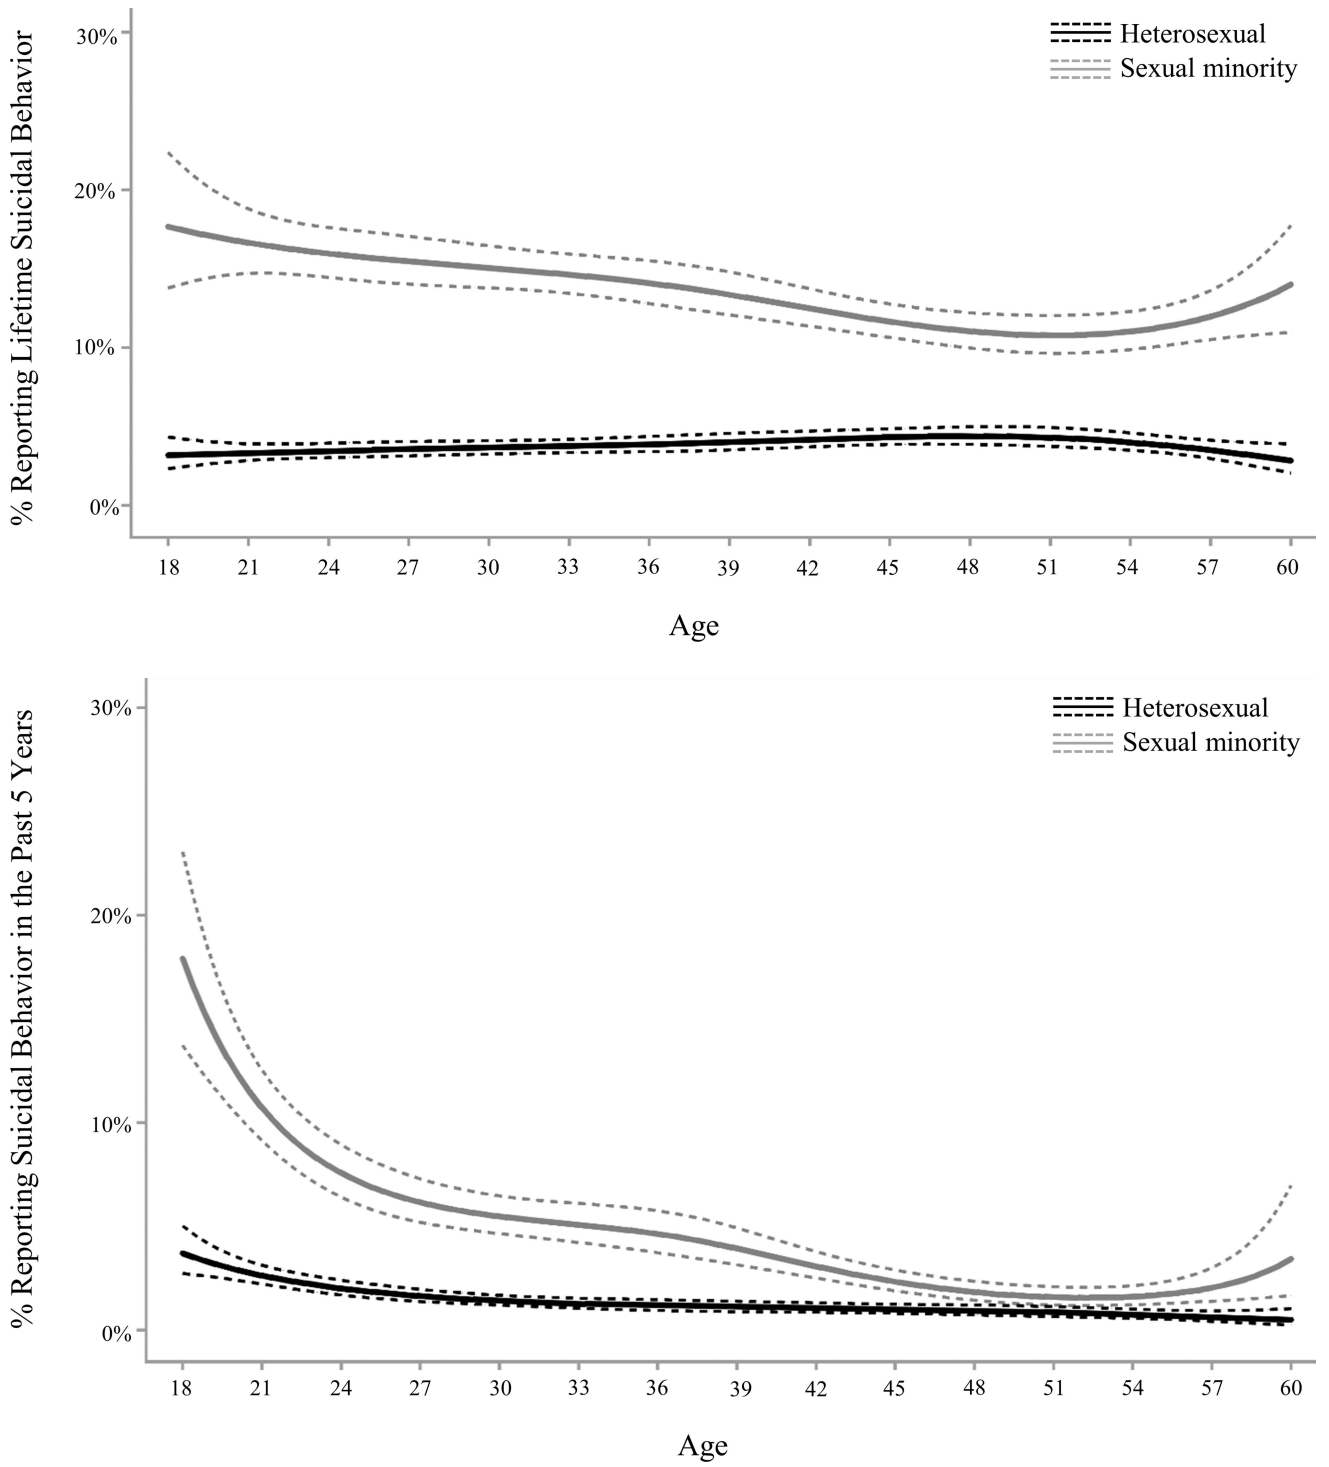 % Reporting Lifetime Suicidal Behavior
30%
20%
10%
0%
Heterosexual
Sexual minority
18 21 24 27 30 33 36 39 42 45 48 51 54 57 60
Age
% Reporting Suicidal Behavior in the Past 5 Years
30%
20%
10%
0%
Heterosexual
Sexual minority
18 21 24 27 30 33 36 39 42 45 48 51 54 57 60
Age